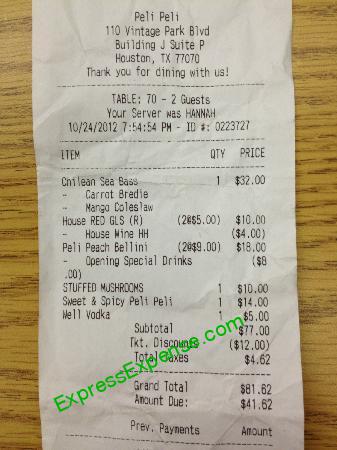 Peli Peli
110 Vintage Park Blvd
Building J Suite P
Houston, TX 77070
Thank you for dining with us!
TABLE: 70 - 2 Guests
Your Server was HANNAH
10/24/2012 7:54:54 PM - ID #: 0223727
ITEM QTY PRICE
Chilean Sea Bass 1 $32.00
- Carrot Bredie
- Mango Coleslaw
House RED GLS (R) (2@$5.00) $10.00
- House Wine HH ($4.00)
Peli Peach Bellini (2@$9.00) $18.00
- Opening Special Drinks ($8
.00)
STUFFED MUSHROOMS 1 $10.00
Sweet & Spicy Peli Peli 1 $14.00
Well Vodka 1 $5.00
Subtotal $77.00
Tkt. Discounts ($12.00)
Total Taxes $4.62
Grand Total $81.62
Amount Due: $41.62
Prev. Payments Amount
ExpressExpense.com